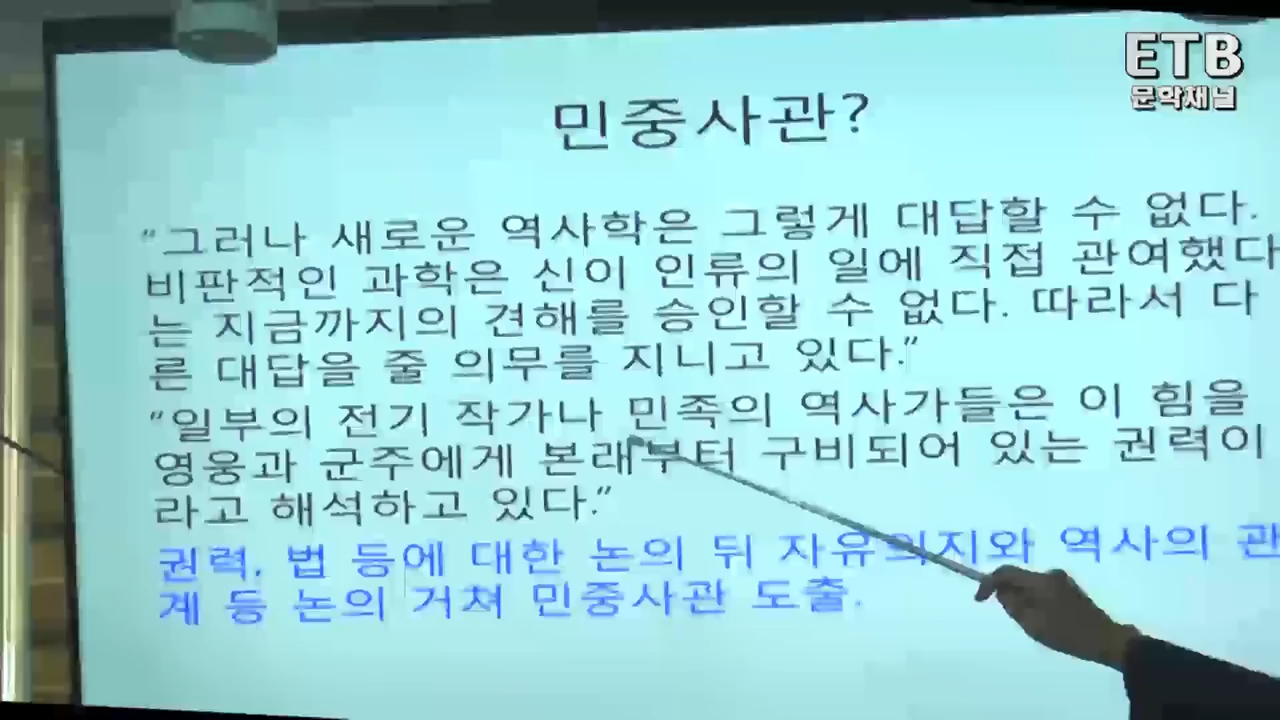 ETB
문학채널
민중사관?
“그러나 새로운 역사학은 그렇게 대답할 수 없다.
비판적인 과학은 신이 인류의 일에 직접 관여했다
는 지금까지의 견해를 승인할 수 없다. 따라서 다
른 대답을 줄 의무를 지니고 있다.”
“일부의 전기 작가나 민족의 역사가들은 이 힘을
영웅과 군주에게 본래부터 구비되어 있는 권력이
라고 해석하고 있다.”
권력, 법 등에 대한 논의 뒤 자유의지와 역사의 관
계 등 논의 거쳐 민중사관 도출.